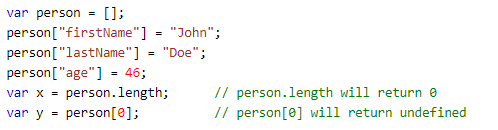 var person = [];
person["firstName"] = "John";
person["lastName"] = "Doe";
person["age"] = 46;
var x = person.length;      // person.length will return 0
var y = person[0];          // person[0] will return undefined